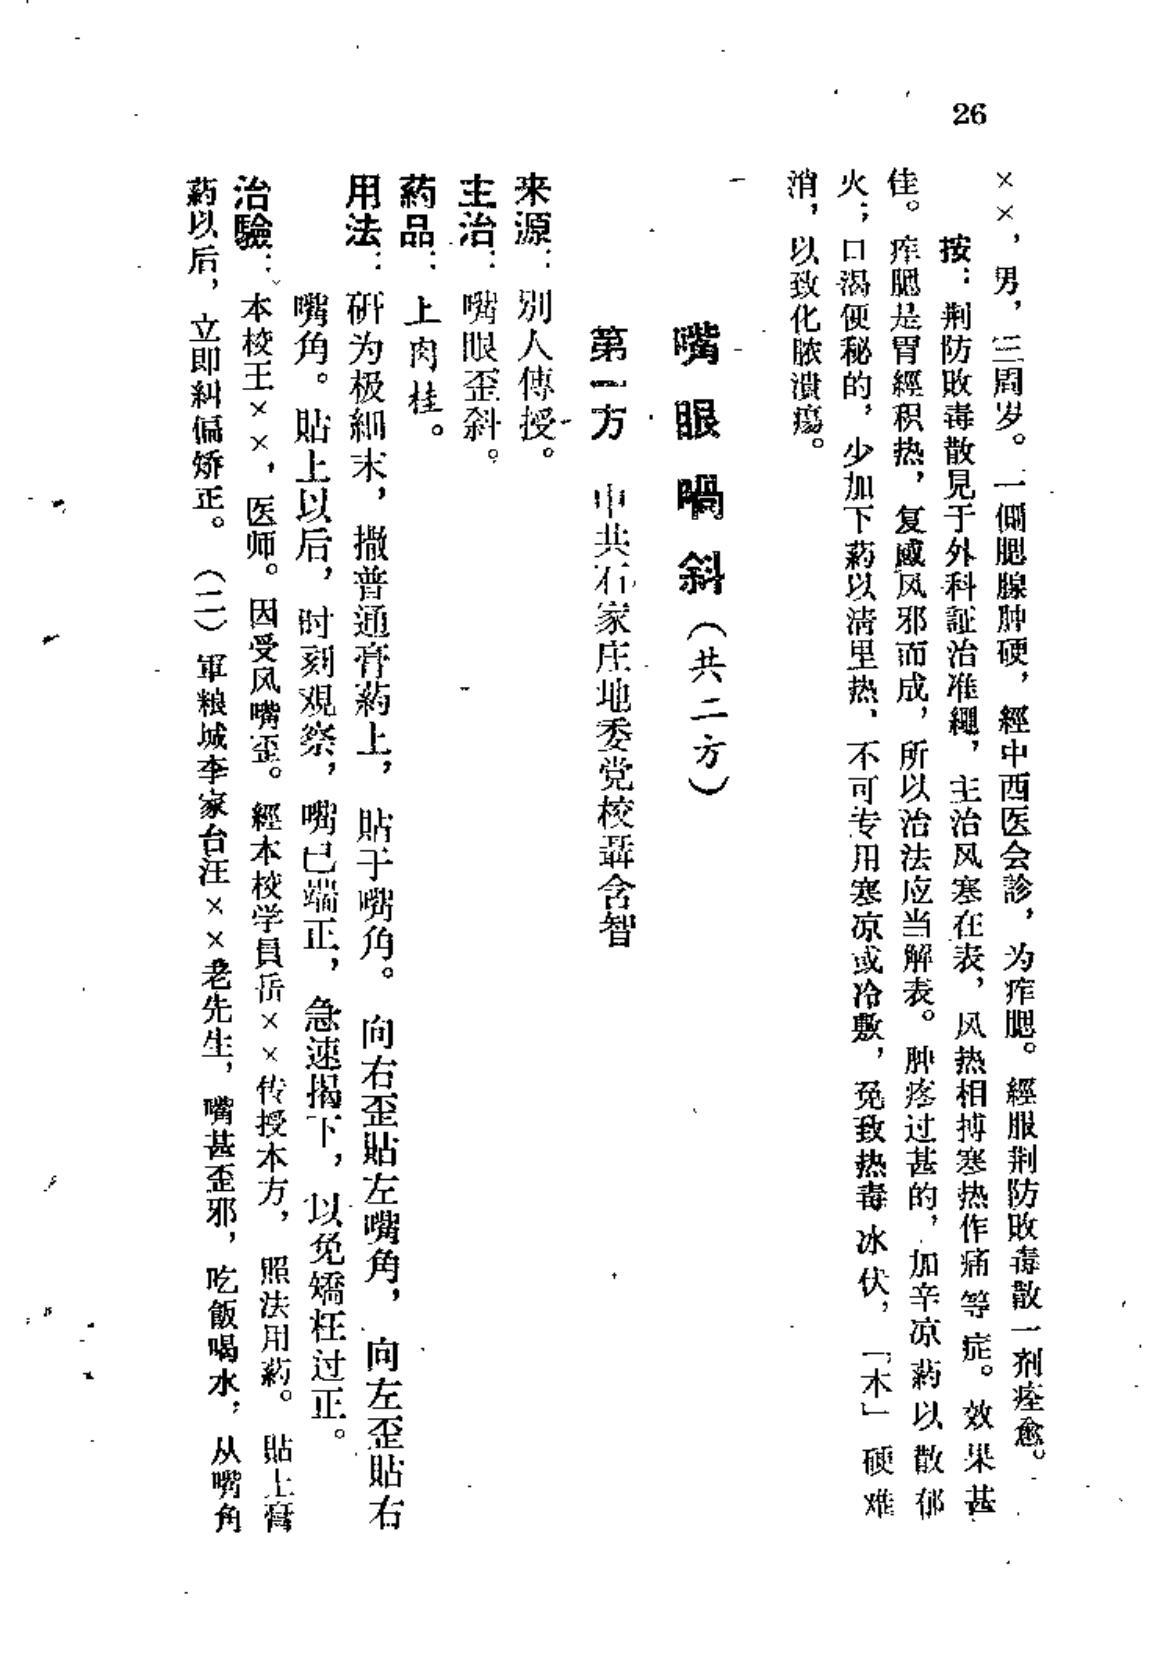 26
××，男，三周岁。一側腮腺肿硬，經中西医会診，为痄腮。經服荆防敗毒散一剂痊愈。
按：荆防敗毒散見于外科証治准繩，主治风寒在表，风热相搏寒热作痛等症。效果甚
佳。痄腮是胃經积热，复感风邪而成，所以治法应当解表。肿疼过甚的，加辛凉葯以散郁
火；口渴便秘的，少加下葯以清里热，不可专用寒凉或冷敷，免致热毒冰伏，「木」硬难
消，以致化脓潰瘍。
嘴眼喎斜（共二方）
第一方　中共石家庄地委党校聶含智
来源：別人傳授。
主治：嘴眼歪斜。
葯品：上肉桂。
用法：研为极細末，撒普通膏葯上，貼于嘴角。向右歪貼左嘴角，向左歪貼右
嘴角。貼上以后，时刻观察，嘴已端正，急速揭下，以免矯枉过正。
治驗：本校王××，医师。因受风嘴歪。經本校学員岳××传授本方，照法用葯。貼上膏
葯以后，立即糾偏矫正。（二）軍粮城李家台汪××老先生，嘴甚歪邪，吃飯喝水，从嘴角